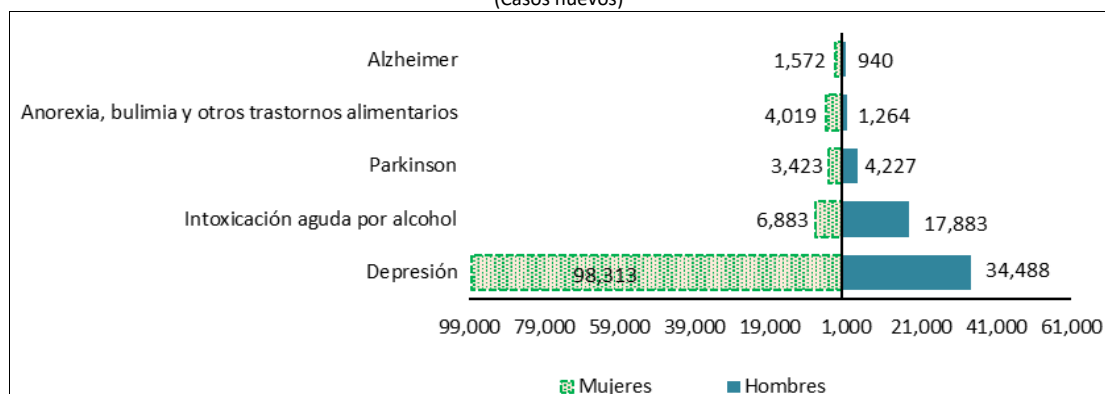 (Casos nuevos)
Alzheimer 1,572 940
Anorexia, bulimia y otros trastornos alimentarios 4,019 1,264
Parkinson 3,423 4,227
Intoxicación aguda por alcohol 6,883 17,883
Depresión 98,313 34,488
99,000 79,000 59,000 39,000 19,000 1,000 21,000 41,000 61,000
Mujeres Hombres